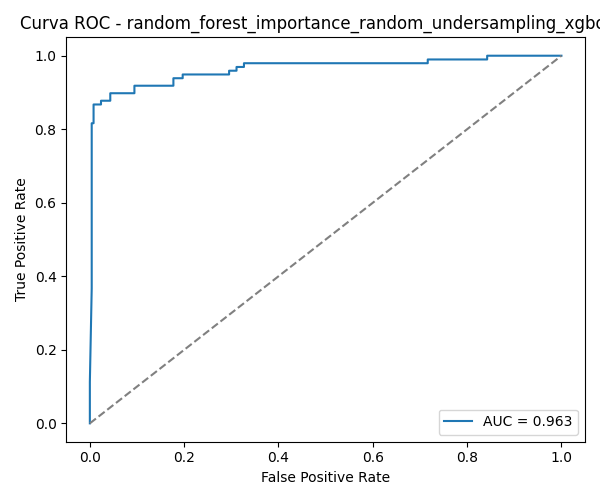 Curva ROC - random_forest_importance_random_undersampling_xgbo
1.0
0.8
0.6
0.4
0.2
0.0
True Positive Rate
0.0 0.2 0.4 0.6 0.8 1.0
False Positive Rate
AUC = 0.963